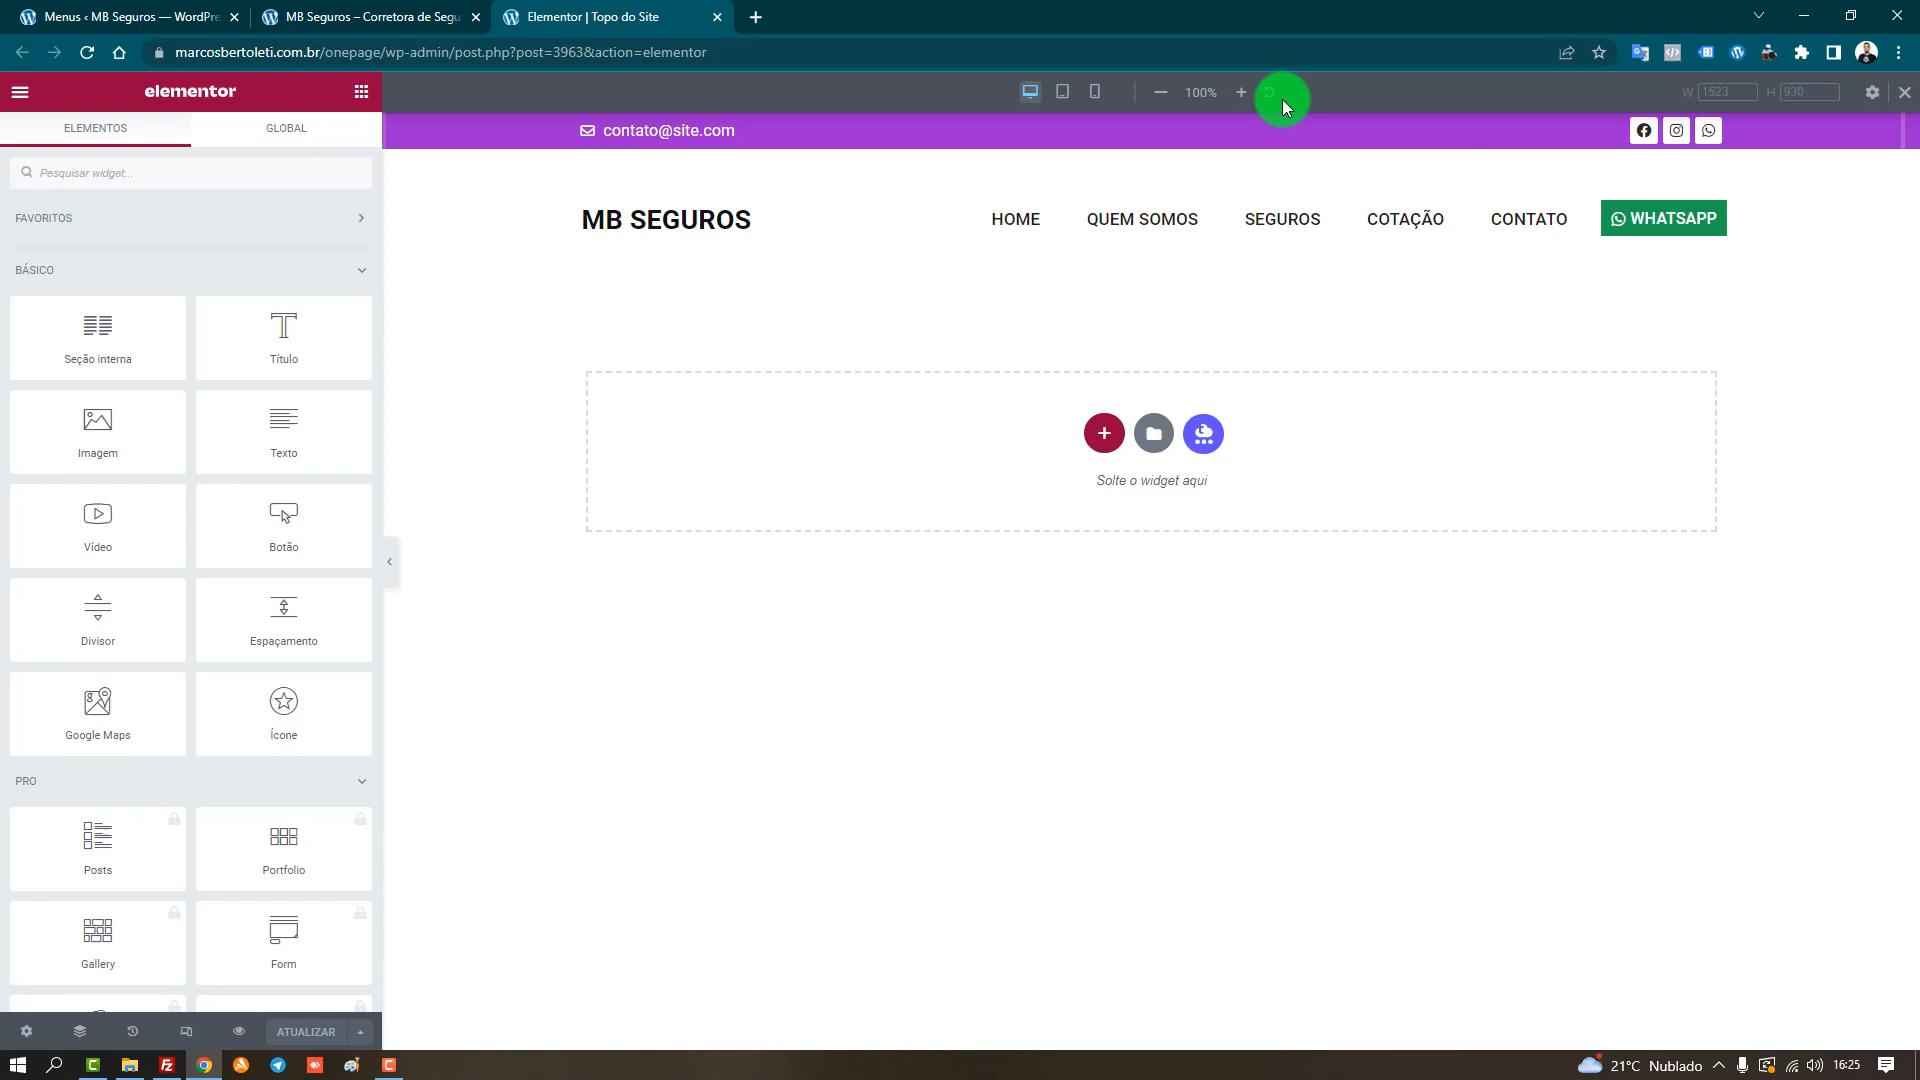 Menus ‹ MB Seguros — WordPre
MB Seguros – Corretora de Segu
Elementor | Topo do Site
marcosbertoleti.com.br/onepage/wp-admin/post.php?post=3963&action=elementor
elementor
100%
W 1523 H 930
ELEMENTOS
GLOBAL
contato@site.com
Pesquisar widget...
FAVORITOS
MB SEGUROS
HOME
QUEM SOMOS
SEGUROS
COTAÇÃO
CONTATO
WHATSAPP
BÁSICO
Seção interna
Título
Imagem
Texto
Solte o widget aqui
Vídeo
Botão
Divisor
Espaçamento
Google Maps
Ícone
PRO
Posts
Portfolio
Gallery
Form
ATUALIZAR
21°C Nublado
16:25